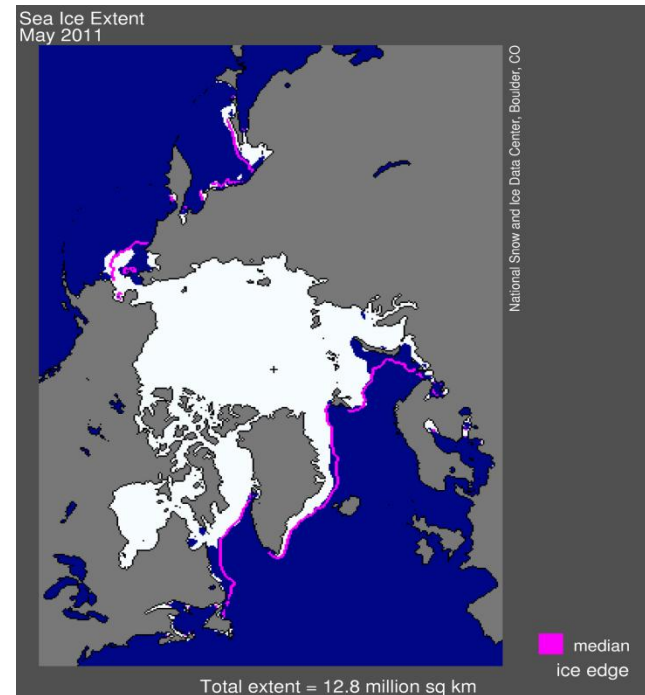 Sea Ice Extent
May 2011
National Snow and Ice Data Center, Boulder, CO
median
ice edge
Total extent = 12.8 million sq km